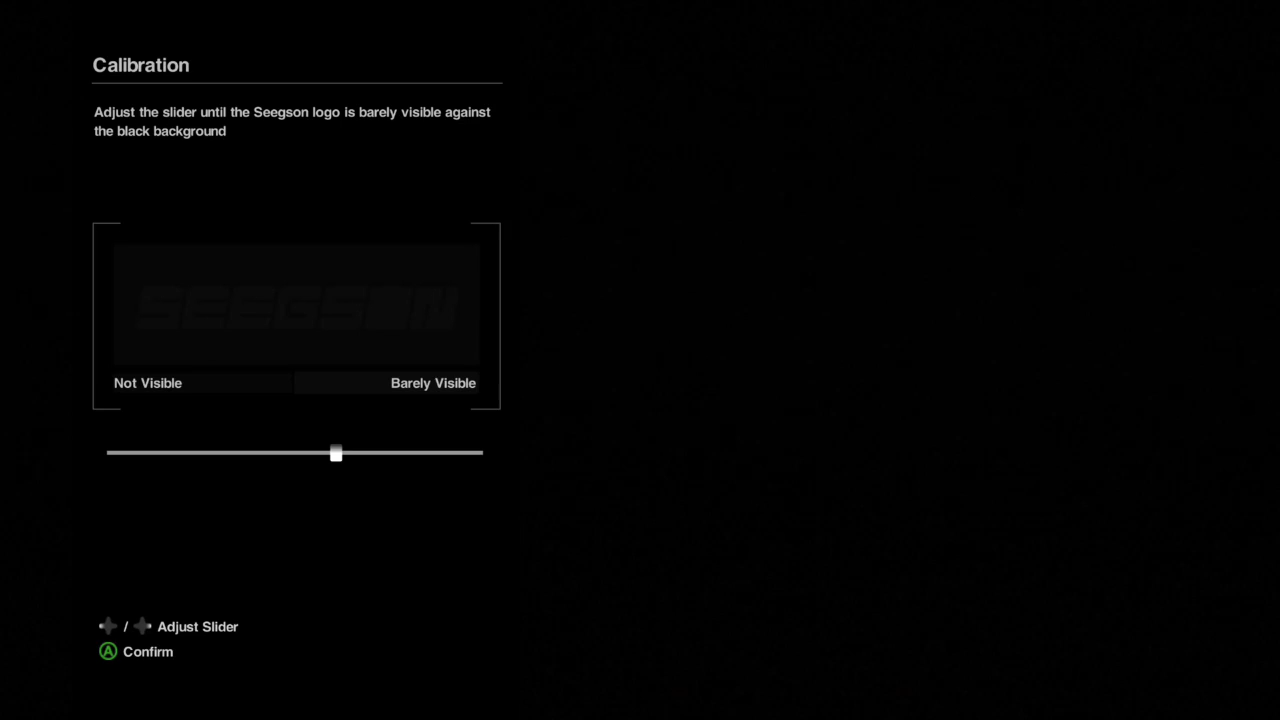 Calibration
Adjust the slider until the Seegson logo is barely visible against
the black background
SEEGSON
Not Visible
Barely Visible
/ Adjust Slider
A Confirm